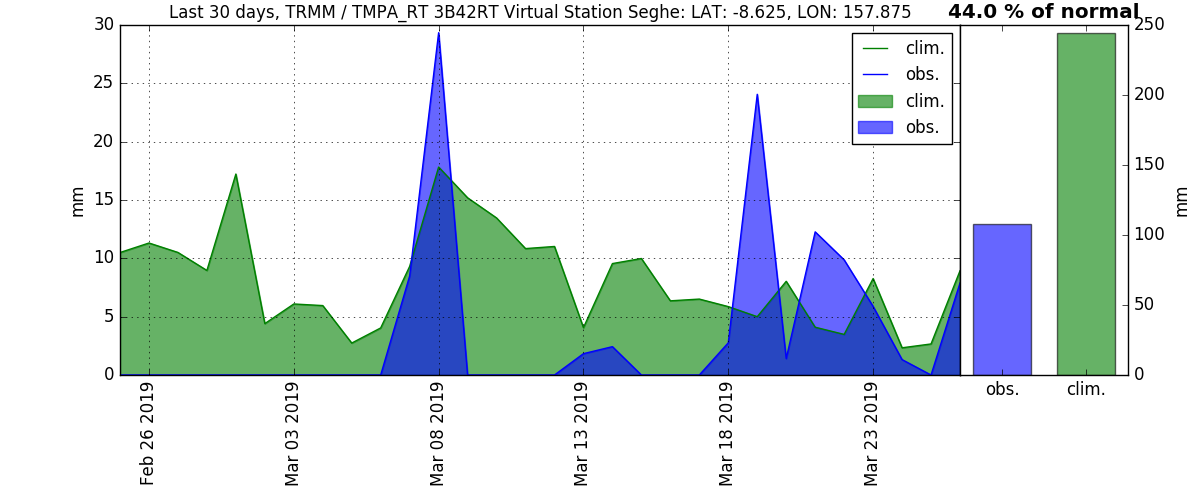 Last 30 days, TRMM / TMPA_RT 3B42RT Virtual Station Seghe: LAT: -8.625, LON: 157.875
44.0 % of normal
30
25
20
15
10
5
0
mm
clim.
obs.
clim.
obs.
250
200
150
100
50
0
mm
obs.
clim.
Feb 26 2019
Mar 03 2019
Mar 08 2019
Mar 13 2019
Mar 18 2019
Mar 23 2019